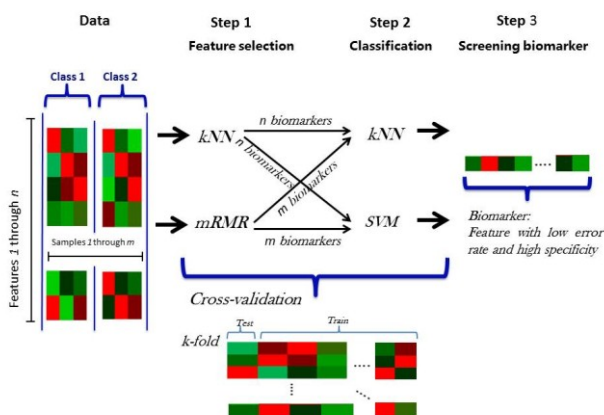 Data
Step 1
Step 2
Step 3
Feature selection
Classification
Screening biomarker
Class 1
Class 2
Features 1 through n
Samples 1 through m
kNN
n biomarkers
kNN
n biomarkers
m biomarkers
mRMR
m biomarkers
SVM
Biomarker:
Feature with low error
rate and high specificity
Cross-validation
k-fold
Test
Train